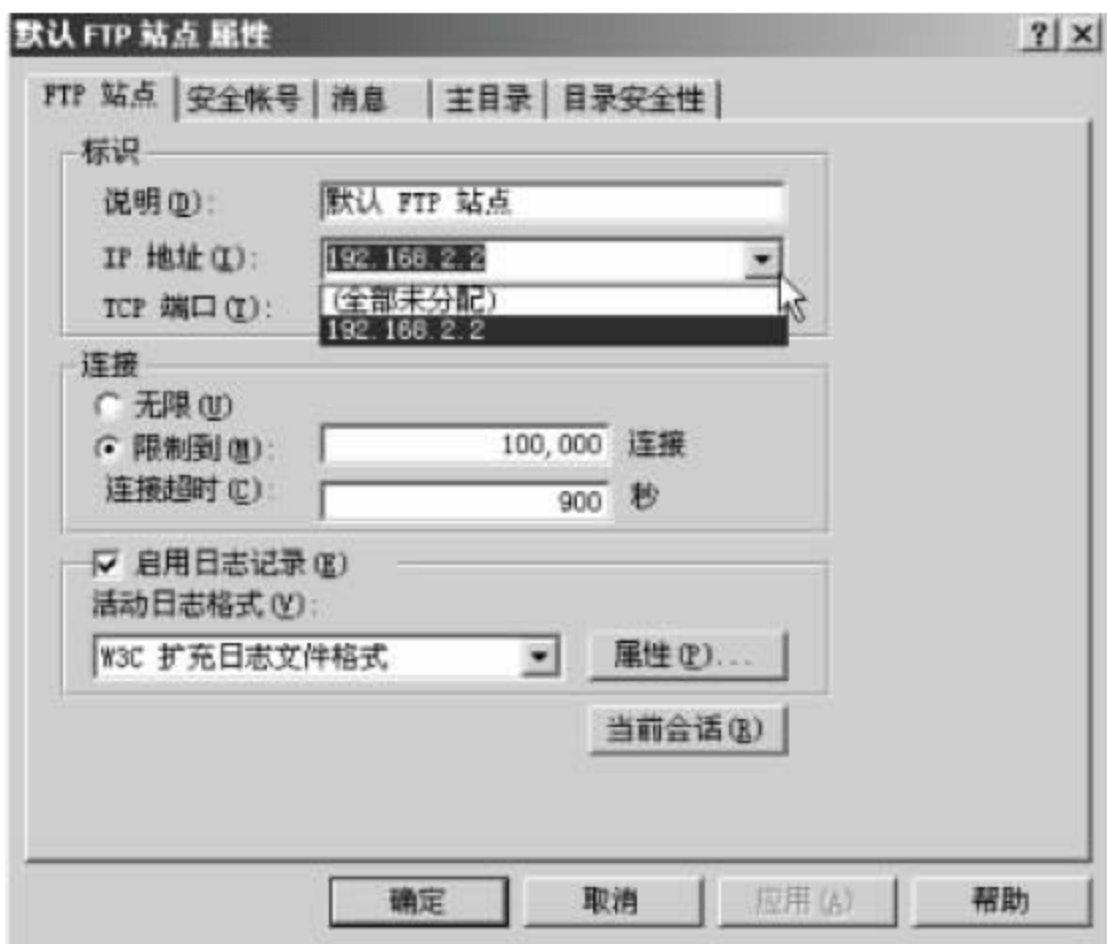 默认 FTP 站点 属性
FTP 站点 安全帐号 消息 主目录 目录安全性
标识
说明(D): 默认 FTP 站点
IP 地址(I): 192.168.2.2
TCP 端口(T): (全部未分配)
192.168.2.2
连接
无限(U)
限制到(M): 100,000 连接
连接超时(C): 900 秒
启用日志记录(E)
活动日志格式(V):
W3C 扩充日志文件格式 属性(P)...
当前会话(R)
确定 取消 应用(A) 帮助